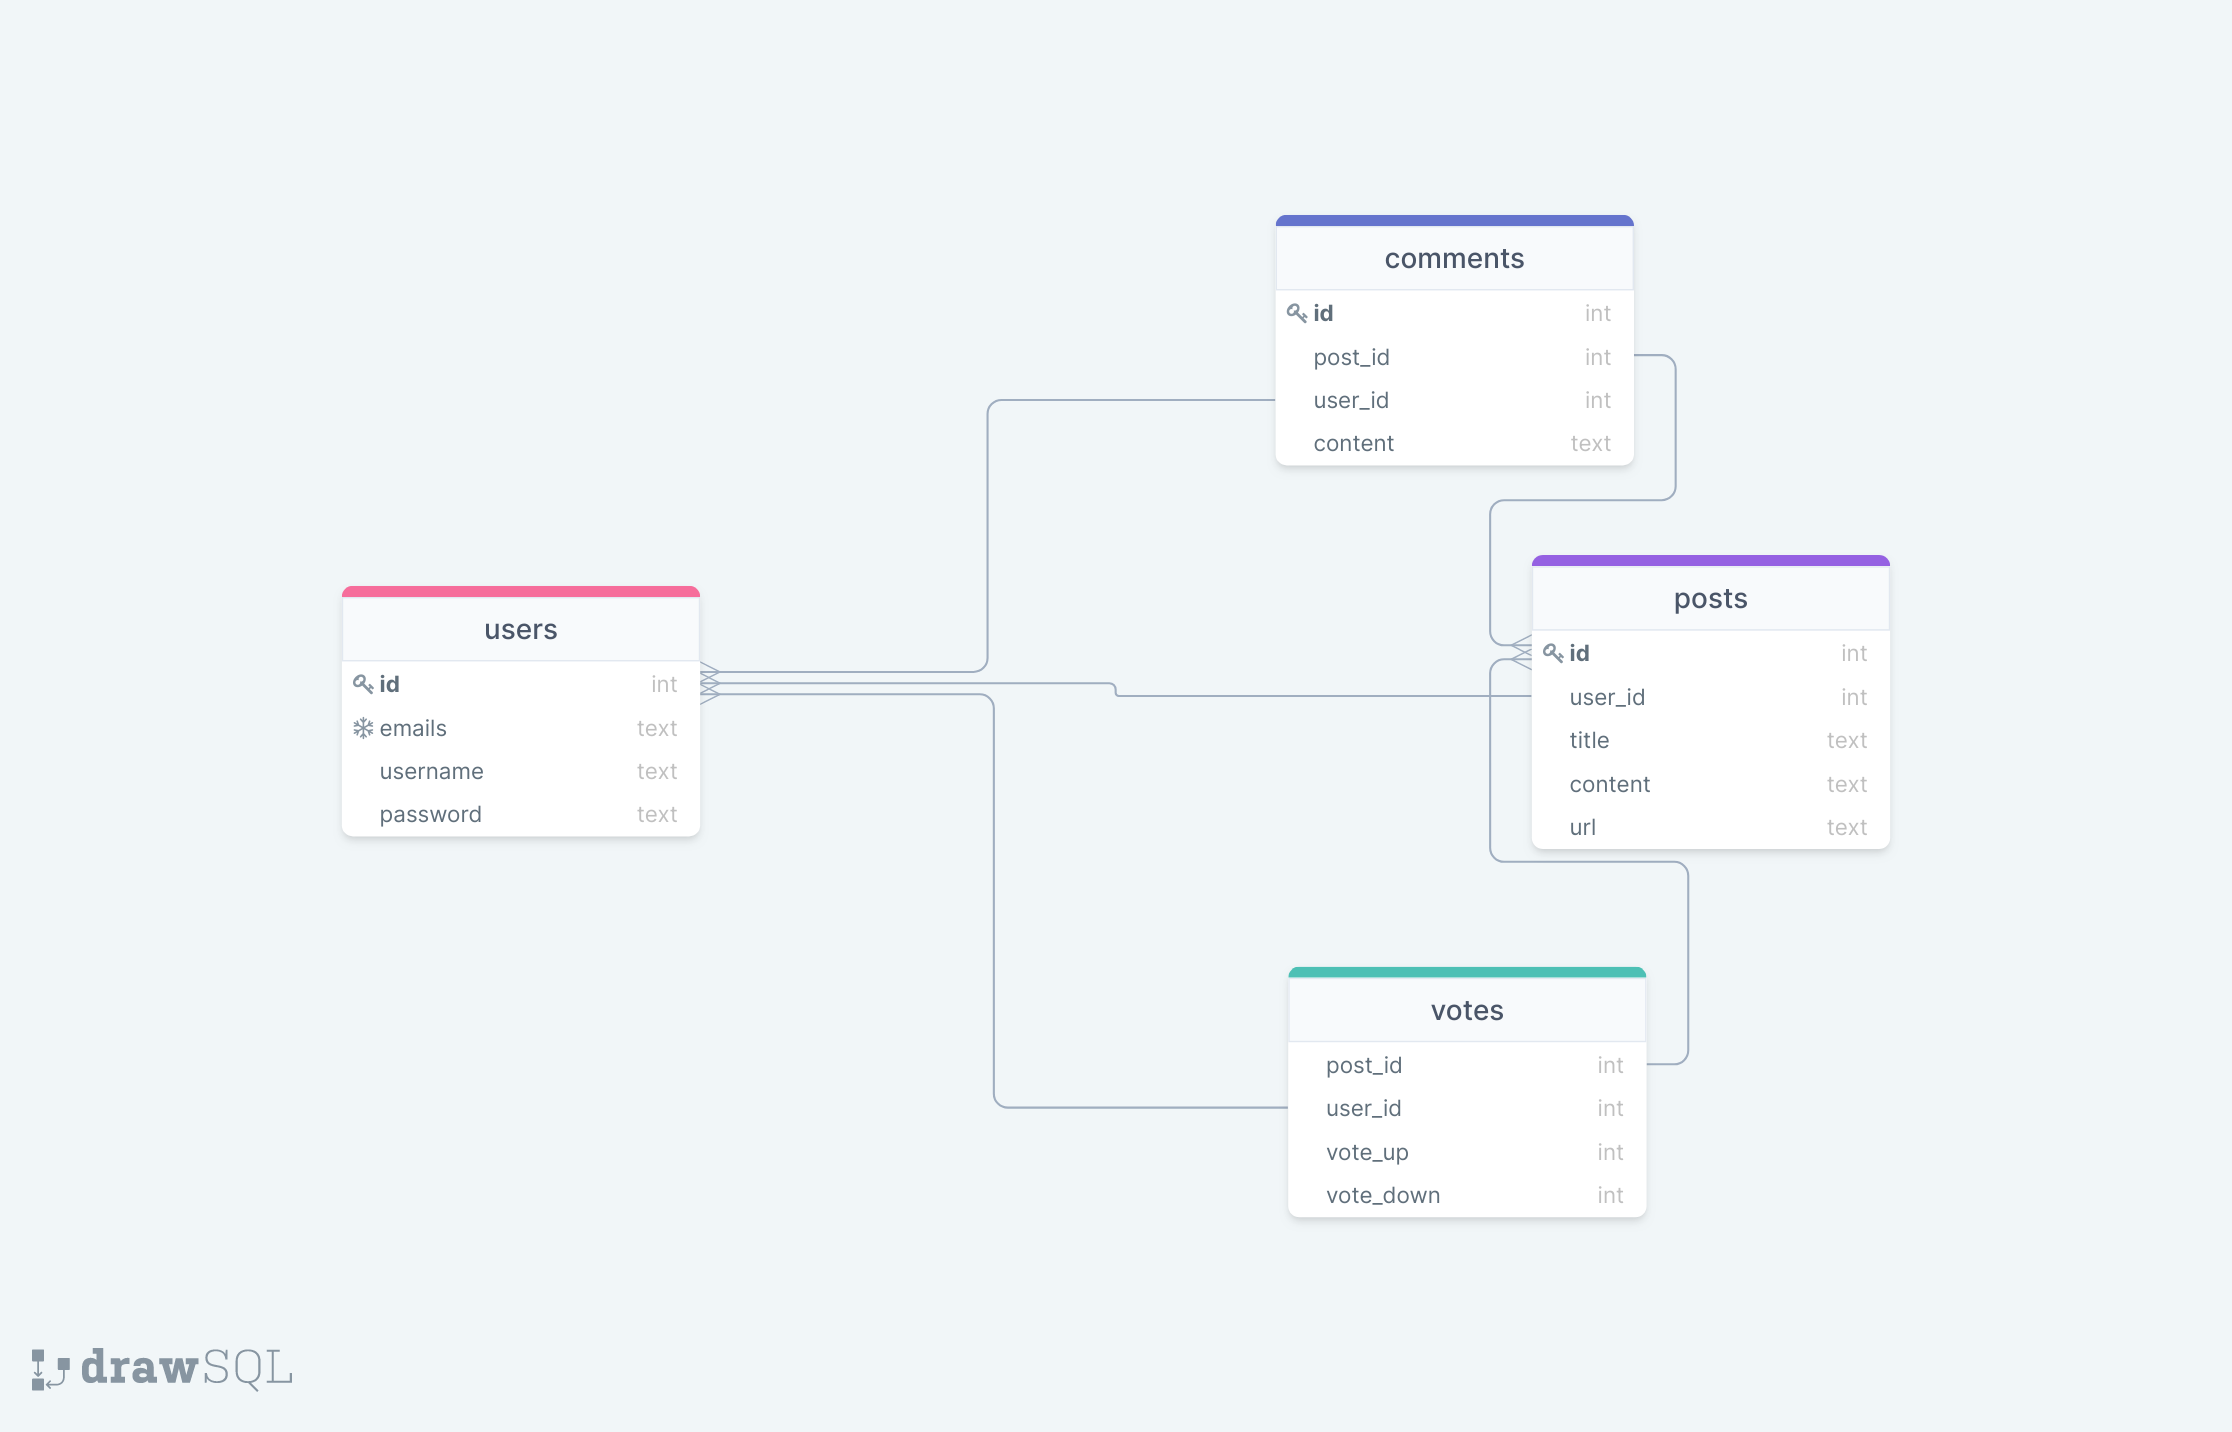 comments
id int
post_id int
user_id int
content text
posts
id int
user_id int
title text
content text
url text
users
id int
emails text
username text
password text
votes
post_id int
user_id int
vote_up int
vote_down int
drawSQL